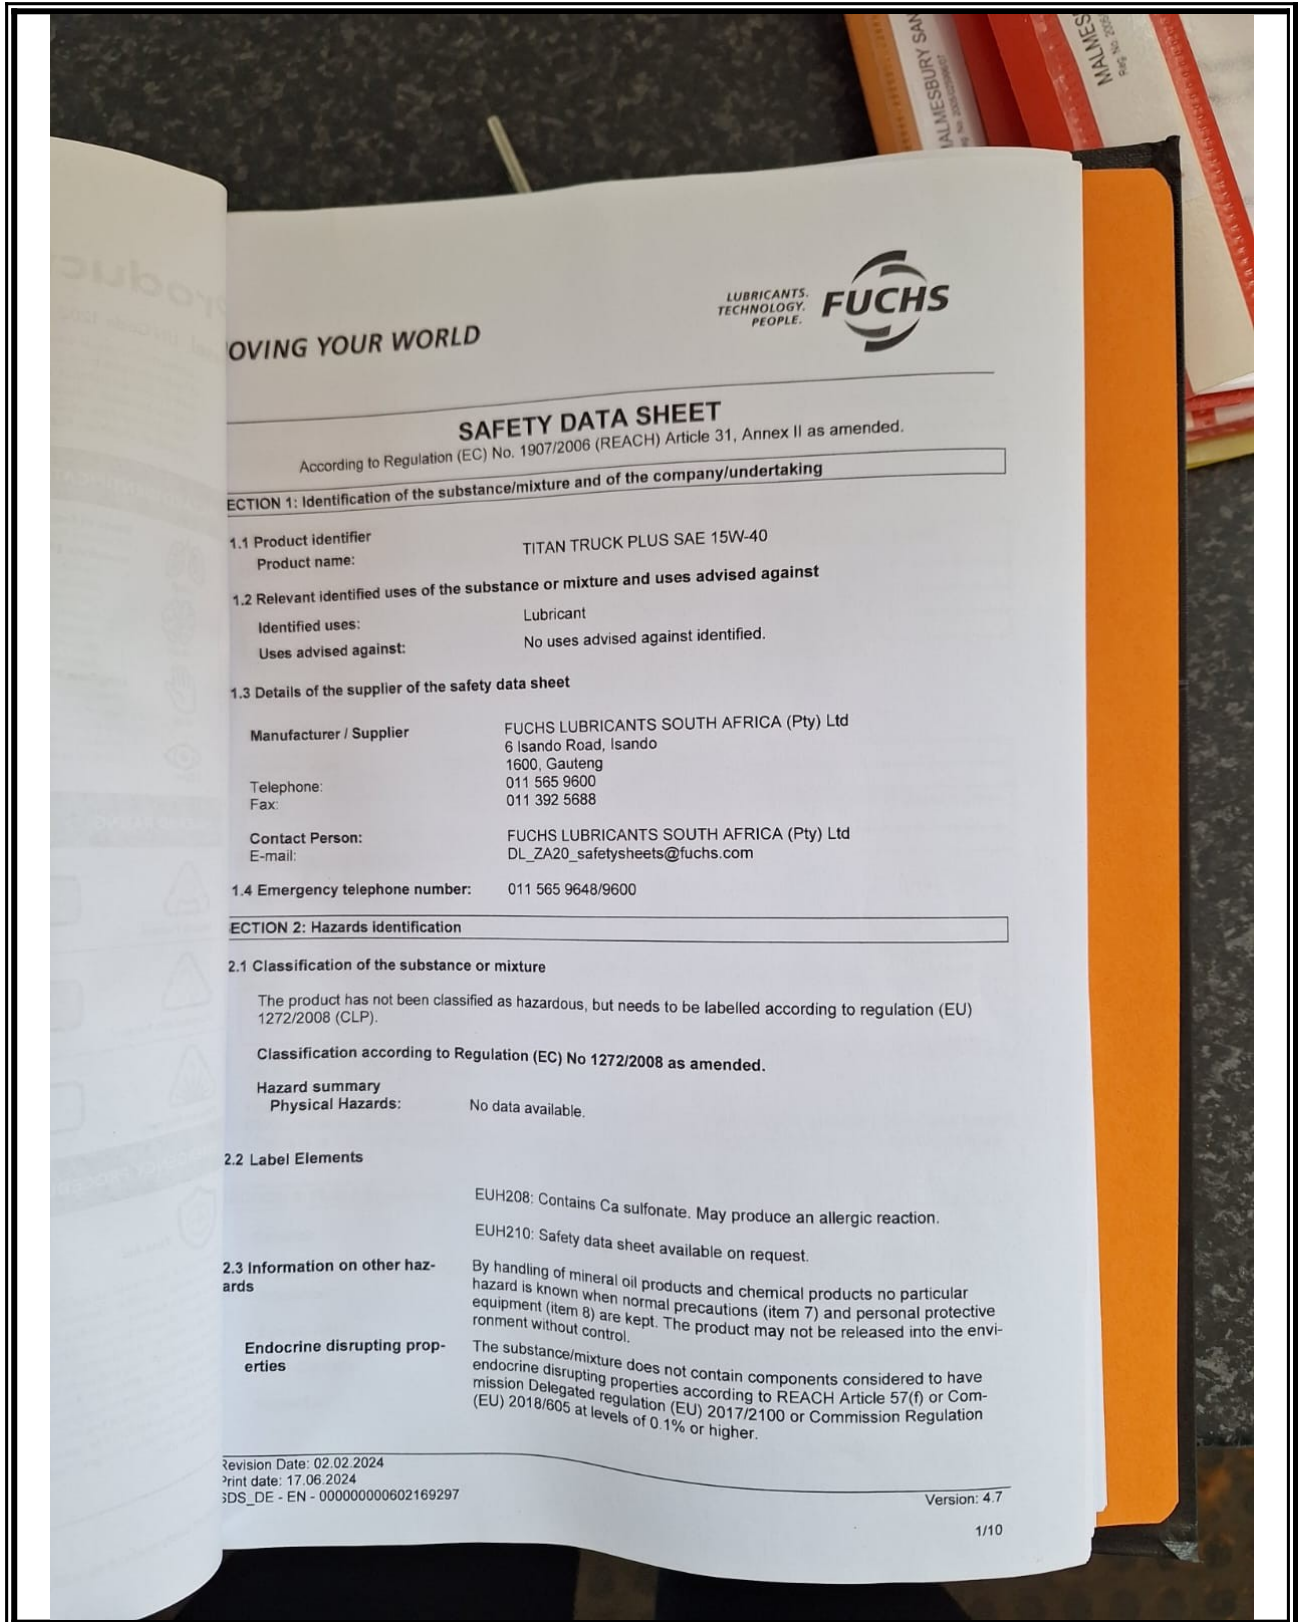 MALMESBURY SAN
Reg. No. 2005/0
MALMES
Reg. No. 2005
Produc
LUBRICANTS.
TECHNOLOGY.
PEOPLE.
FUCHS
OVING YOUR WORLD
SAFETY DATA SHEET
According to Regulation (EC) No. 1907/2006 (REACH) Article 31, Annex II as amended.
ECTION 1: Identification of the substance/mixture and of the company/undertaking
1.1 Product identifier
Product name: TITAN TRUCK PLUS SAE 15W-40
1.2 Relevant identified uses of the substance or mixture and uses advised against
Identified uses: Lubricant
Uses advised against: No uses advised against identified.
1.3 Details of the supplier of the safety data sheet
Manufacturer / Supplier FUCHS LUBRICANTS SOUTH AFRICA (Pty) Ltd
6 Isando Road, Isando
1600, Gauteng
Telephone: 011 565 9600
Fax: 011 392 5688
Contact Person: FUCHS LUBRICANTS SOUTH AFRICA (Pty) Ltd
E-mail: DL_ZA20_safetysheets@fuchs.com
1.4 Emergency telephone number: 011 565 9648/9600
ECTION 2: Hazards identification
2.1 Classification of the substance or mixture
The product has not been classified as hazardous, but needs to be labelled according to regulation (EU)
1272/2008 (CLP).
Classification according to Regulation (EC) No 1272/2008 as amended.
Hazard summary
Physical Hazards: No data available.
2.2 Label Elements
EUH208: Contains Ca sulfonate. May produce an allergic reaction.
EUH210: Safety data sheet available on request.
2.3 Information on other haz-
ards
By handling of mineral oil products and chemical products no particular
hazard is known when normal precautions (item 7) and personal protective
equipment (item 8) are kept. The product may not be released into the envi-
ronment without control.
Endocrine disrupting prop-
erties
The substance/mixture does not contain components considered to have
endocrine disrupting properties according to REACH Article 57(f) or Com-
mission Delegated regulation (EU) 2017/2100 or Commission Regulation
(EU) 2018/605 at levels of 0.1% or higher.
Revision Date: 02.02.2024
Print date: 17.06.2024
SDS_DE - EN - 000000000602169297
Version: 4.7
1/10